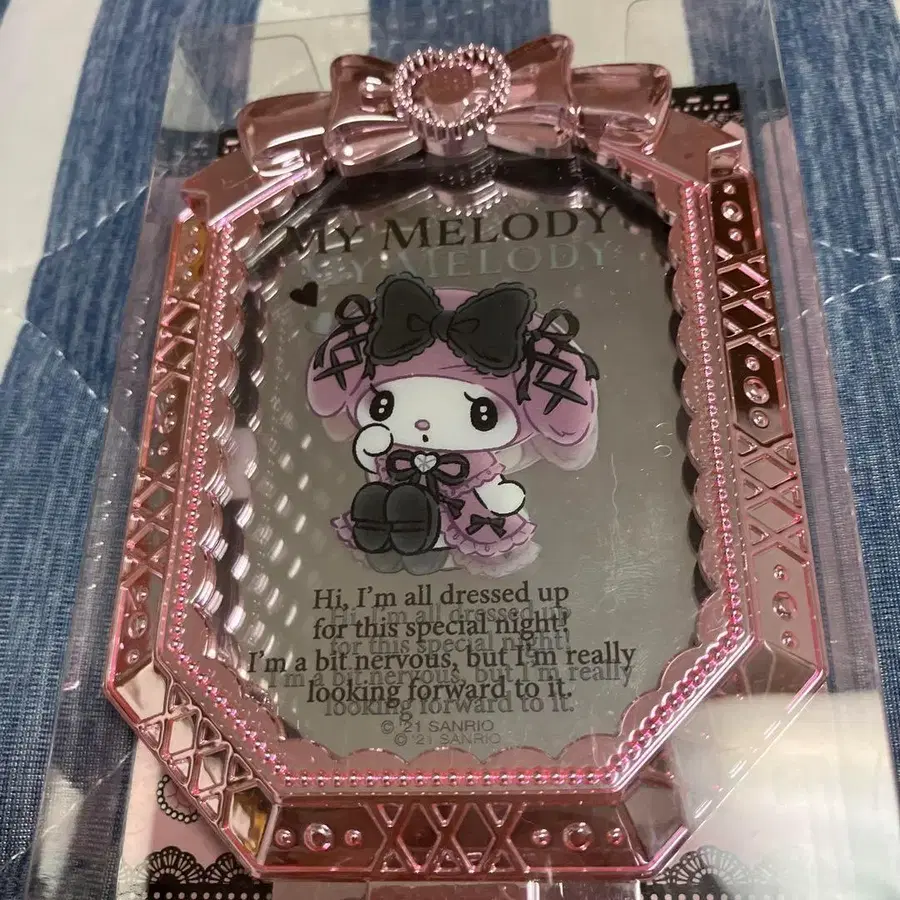 MY MELODY
Hi, I'm all dressed up
for this special night!
I'm a bit nervous, but I'm really
looking forward to it.
© '21 SANRIO